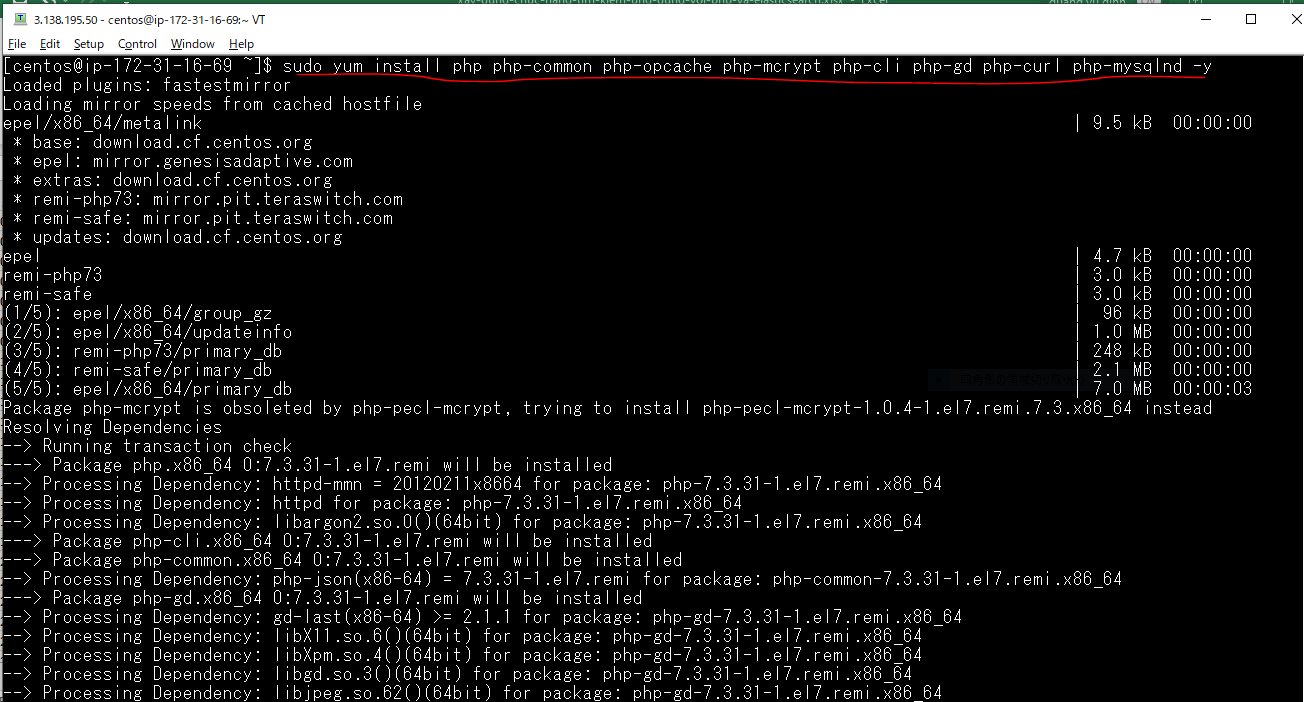 xay-dung-chuc-nang-tim-kiem-ung-dung-voi-php-va-elasticsearch.xlsx - Excel
3.138.195.50 - centos@ip-172-31-16-69:~ VT
File Edit Setup Control Window Help
[centos@ip-172-31-16-69 ~]$ sudo yum install php php-common php-opcache php-mcrypt php-cli php-gd php-curl php-mysqlnd -y
Loaded plugins: fastestmirror
Loading mirror speeds from cached hostfile
epel/x86_64/metalink | 9.5 kB 00:00:00
* base: download.cf.centos.org
* epel: mirror.genesisadaptive.com
* extras: download.cf.centos.org
* remi-php73: mirror.pit.teraswitch.com
* remi-safe: mirror.pit.teraswitch.com
* updates: download.cf.centos.org
epel | 4.7 kB 00:00:00
remi-php73 | 3.0 kB 00:00:00
remi-safe | 3.0 kB 00:00:00
(1/5): epel/x86_64/group_gz | 96 kB 00:00:00
(2/5): epel/x86_64/updateinfo | 1.0 MB 00:00:00
(3/5): remi-php73/primary_db | 248 kB 00:00:00
(4/5): remi-safe/primary_db | 2.1 MB 00:00:00
(5/5): epel/x86_64/primary_db | 7.0 MB 00:00:03
Package php-mcrypt is obsoleted by php-pecl-mcrypt, trying to install php-pecl-mcrypt-1.0.4-1.el7.remi.7.3.x86_64 instead
Resolving Dependencies
--> Running transaction check
---> Package php.x86_64 0:7.3.31-1.el7.remi will be installed
--> Processing Dependency: httpd-mmn = 20120211x8664 for package: php-7.3.31-1.el7.remi.x86_64
--> Processing Dependency: httpd for package: php-7.3.31-1.el7.remi.x86_64
--> Processing Dependency: libargon2.so.0()(64bit) for package: php-7.3.31-1.el7.remi.x86_64
---> Package php-cli.x86_64 0:7.3.31-1.el7.remi will be installed
---> Package php-common.x86_64 0:7.3.31-1.el7.remi will be installed
--> Processing Dependency: php-json(x86-64) = 7.3.31-1.el7.remi for package: php-common-7.3.31-1.el7.remi.x86_64
---> Package php-gd.x86_64 0:7.3.31-1.el7.remi will be installed
--> Processing Dependency: gd-last(x86-64) >= 2.1.1 for package: php-gd-7.3.31-1.el7.remi.x86_64
--> Processing Dependency: libX11.so.6()(64bit) for package: php-gd-7.3.31-1.el7.remi.x86_64
--> Processing Dependency: libXpm.so.4()(64bit) for package: php-gd-7.3.31-1.el7.remi.x86_64
--> Processing Dependency: libgd.so.3()(64bit) for package: php-gd-7.3.31-1.el7.remi.x86_64
--> Processing Dependency: libjpeg.so.62()(64bit) for package: php-gd-7.3.31-1.el7.remi.x86_64